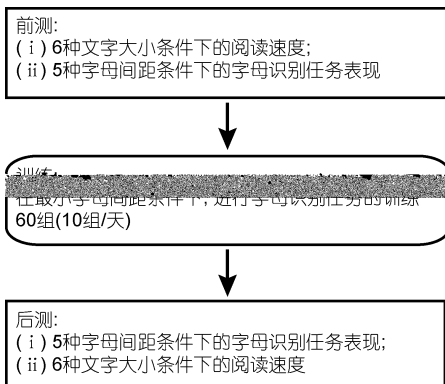 前测:
(ⅰ) 6种文字大小条件下的阅读速度;
(ⅱ) 5种字母间距条件下的字母识别任务表现
训练:
在最小字母间距条件下, 进行字母识别任务的训练
60组(10组/天)
后测:
(ⅰ) 5种字母间距条件下的字母识别任务表现;
(ⅱ) 6种文字大小条件下的阅读速度